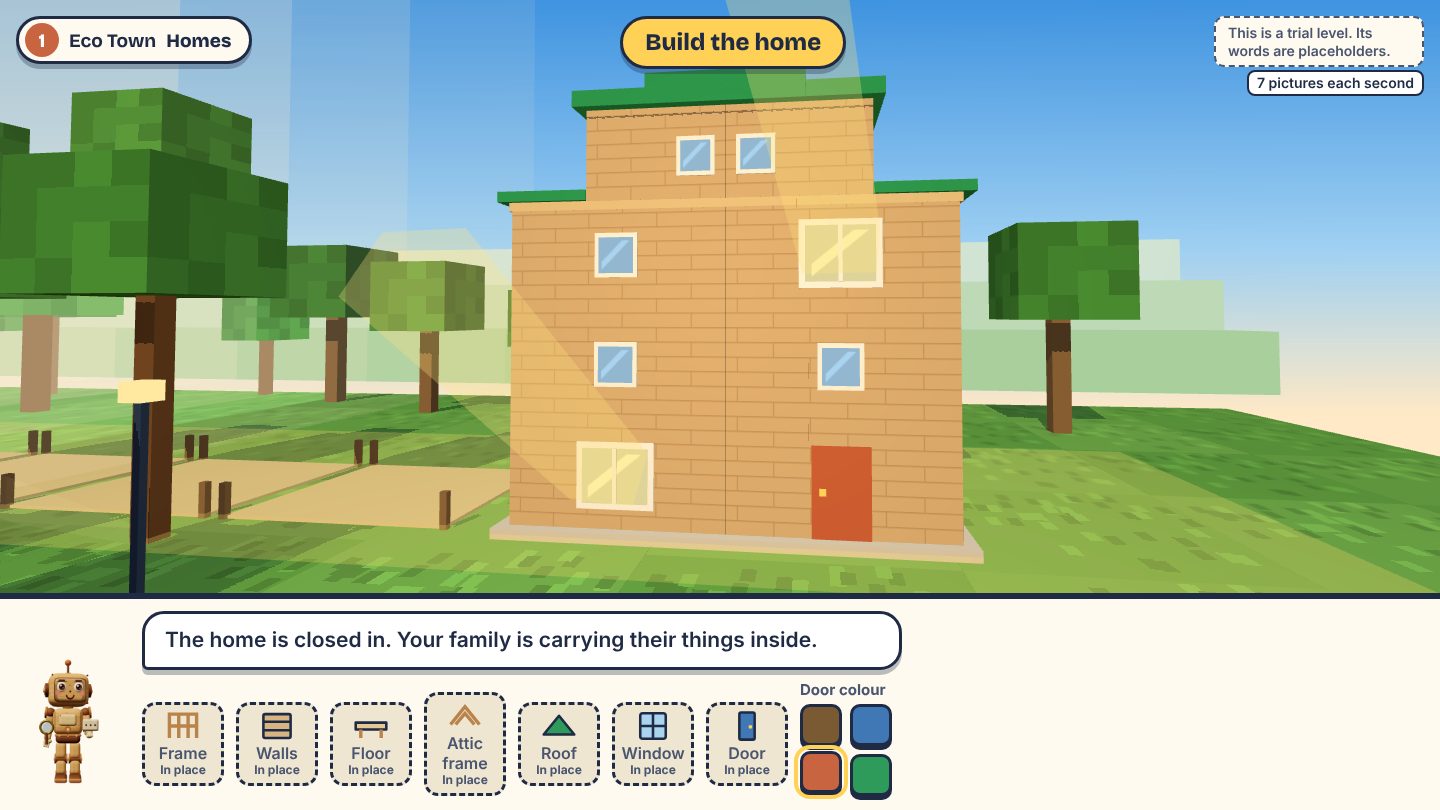 1 Eco Town Homes
Build the home
This is a trial level. Its
words are placeholders.
7 pictures each second
The home is closed in. Your family is carrying their things inside.
Door colour
Frame
In place
Walls
In place
Floor
In place
Attic
frame
In place
Roof
In place
Window
In place
Door
In place